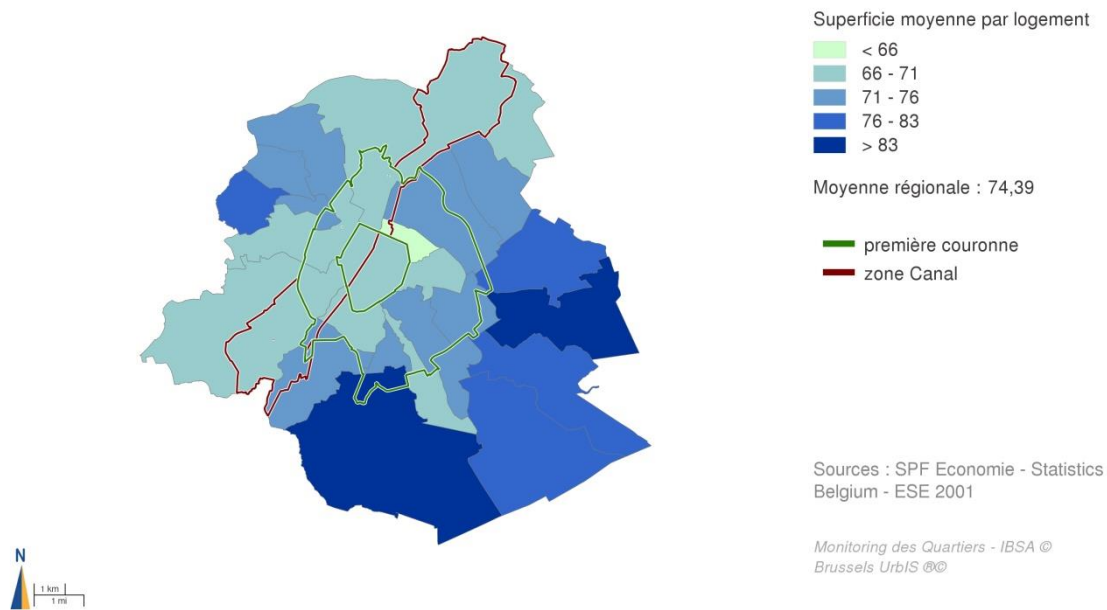 Superficie moyenne par logement
< 66
66 - 71
71 - 76
76 - 83
> 83
Moyenne régionale : 74,39
première couronne
zone Canal
Sources : SPF Economie - Statistics
Belgium - ESE 2001
Monitoring des Quartiers - IBSA ©
Brussels UrbIS ®©
N
1 km
1 mi